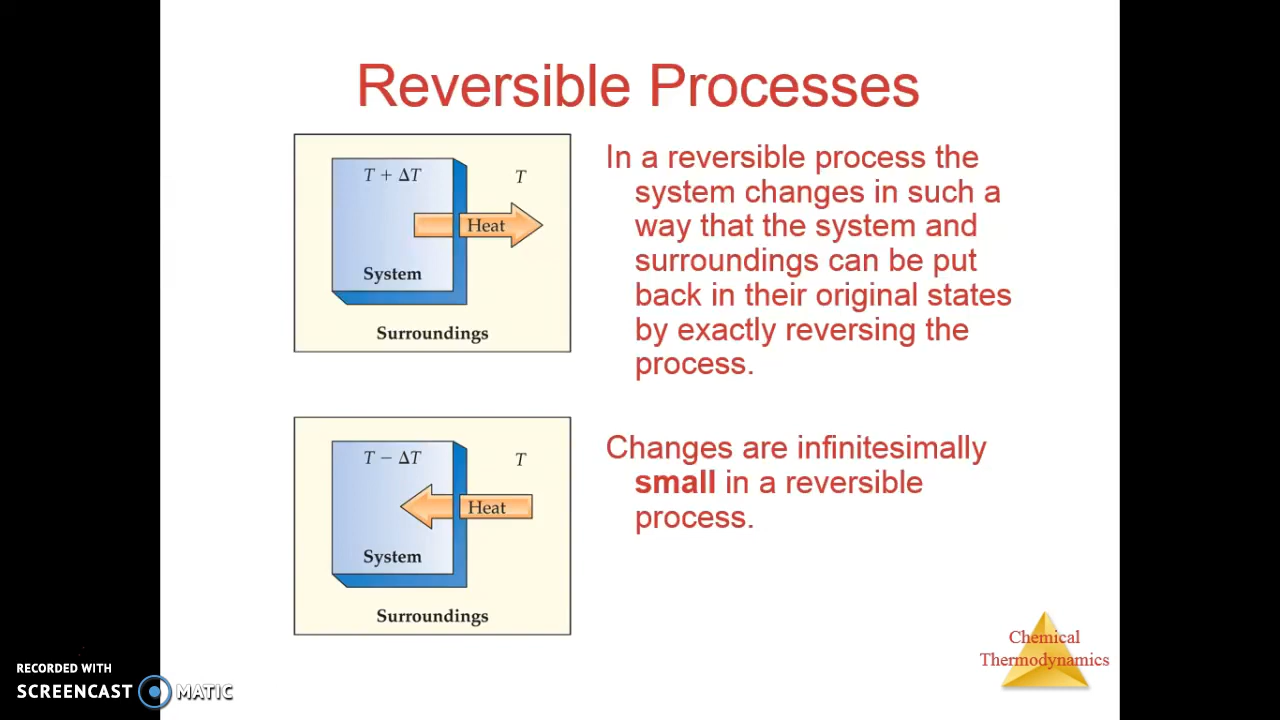 Reversible Processes
T + ΔT
T
Heat
System
Surroundings
In a reversible process the
system changes in such a
way that the system and
surroundings can be put
back in their original states
by exactly reversing the
process.
T − ΔT
T
Heat
System
Surroundings
Changes are infinitesimally
small in a reversible
process.
Chemical
Thermodynamics
RECORDED WITH
SCREENCAST MATIC